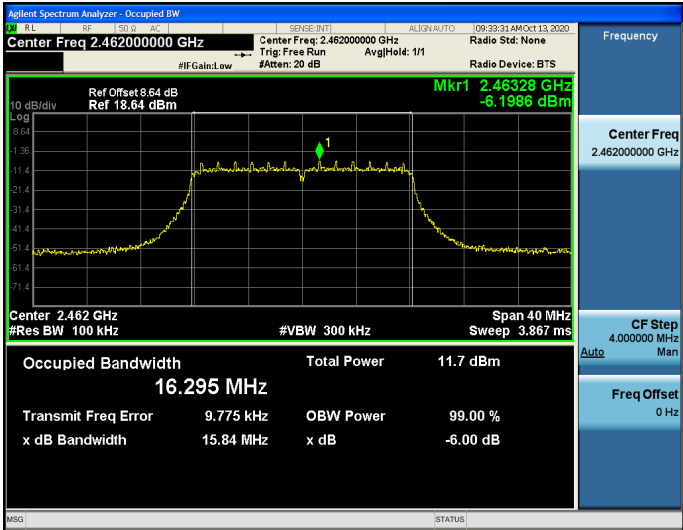 Agilent Spectrum Analyzer - Occupied BW
RL RF 50 Ω AC SENSE:INT ALIGN AUTO 09:33:31 AM Oct 13, 2020
Center Freq 2.462000000 GHz
Center Freq: 2.462000000 GHz
Radio Std: None
Trig: Free Run Avg|Hold: 1/1
#IFGain:Low #Atten: 20 dB Radio Device: BTS
Frequency
Ref Offset 8.64 dB
10 dB/div Ref 18.64 dBm
Mkr1 2.46328 GHz
-6.1986 dBm
Log
8.64
-1.36
-11.4
-21.4
-31.4
-41.4
-51.4
-61.4
-71.4
1
Center Freq
2.462000000 GHz
Center 2.462 GHz Span 40 MHz
#Res BW 100 kHz #VBW 300 kHz Sweep 3.867 ms
CF Step
4.000000 MHz
Auto Man
Occupied Bandwidth Total Power 11.7 dBm
16.295 MHz
Transmit Freq Error 9.775 kHz OBW Power 99.00 %
x dB Bandwidth 15.84 MHz x dB -6.00 dB
Freq Offset
0 Hz
MSG STATUS